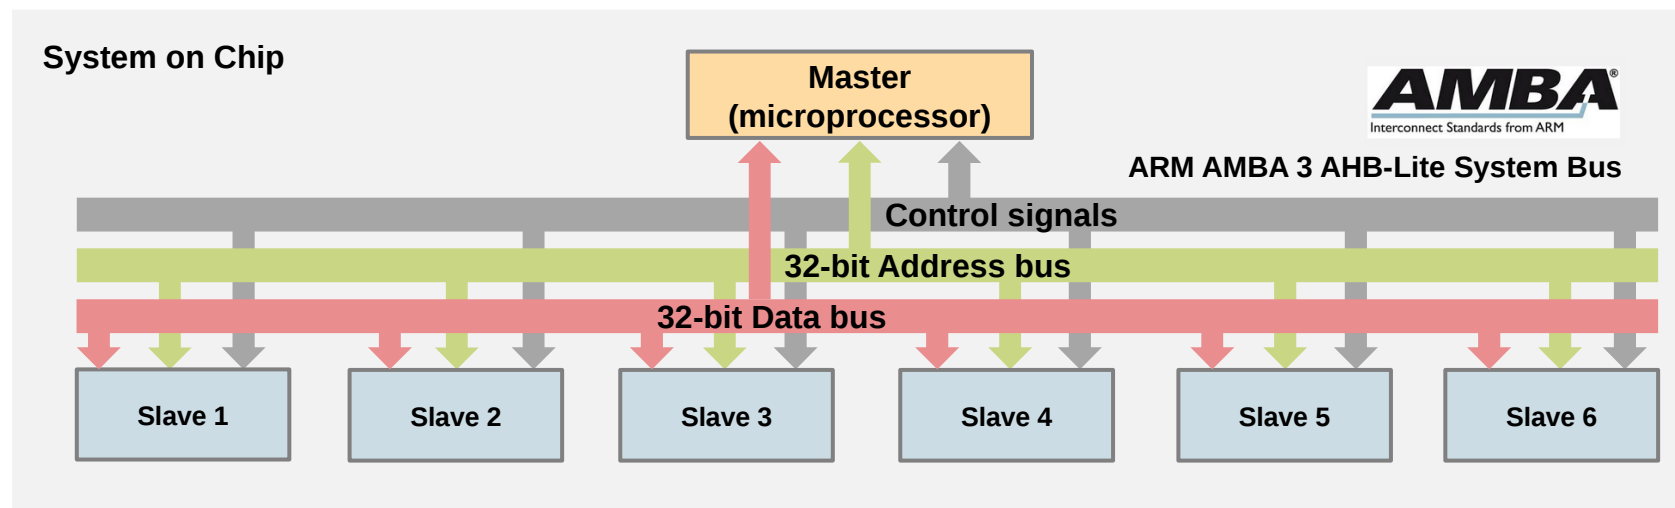 System on Chip
Master
(microprocessor)
AMBA®
Interconnect Standards from ARM
ARM AMBA 3 AHB-Lite System Bus
Control signals
32-bit Address bus
32-bit Data bus
Slave 1
Slave 2
Slave 3
Slave 4
Slave 5
Slave 6